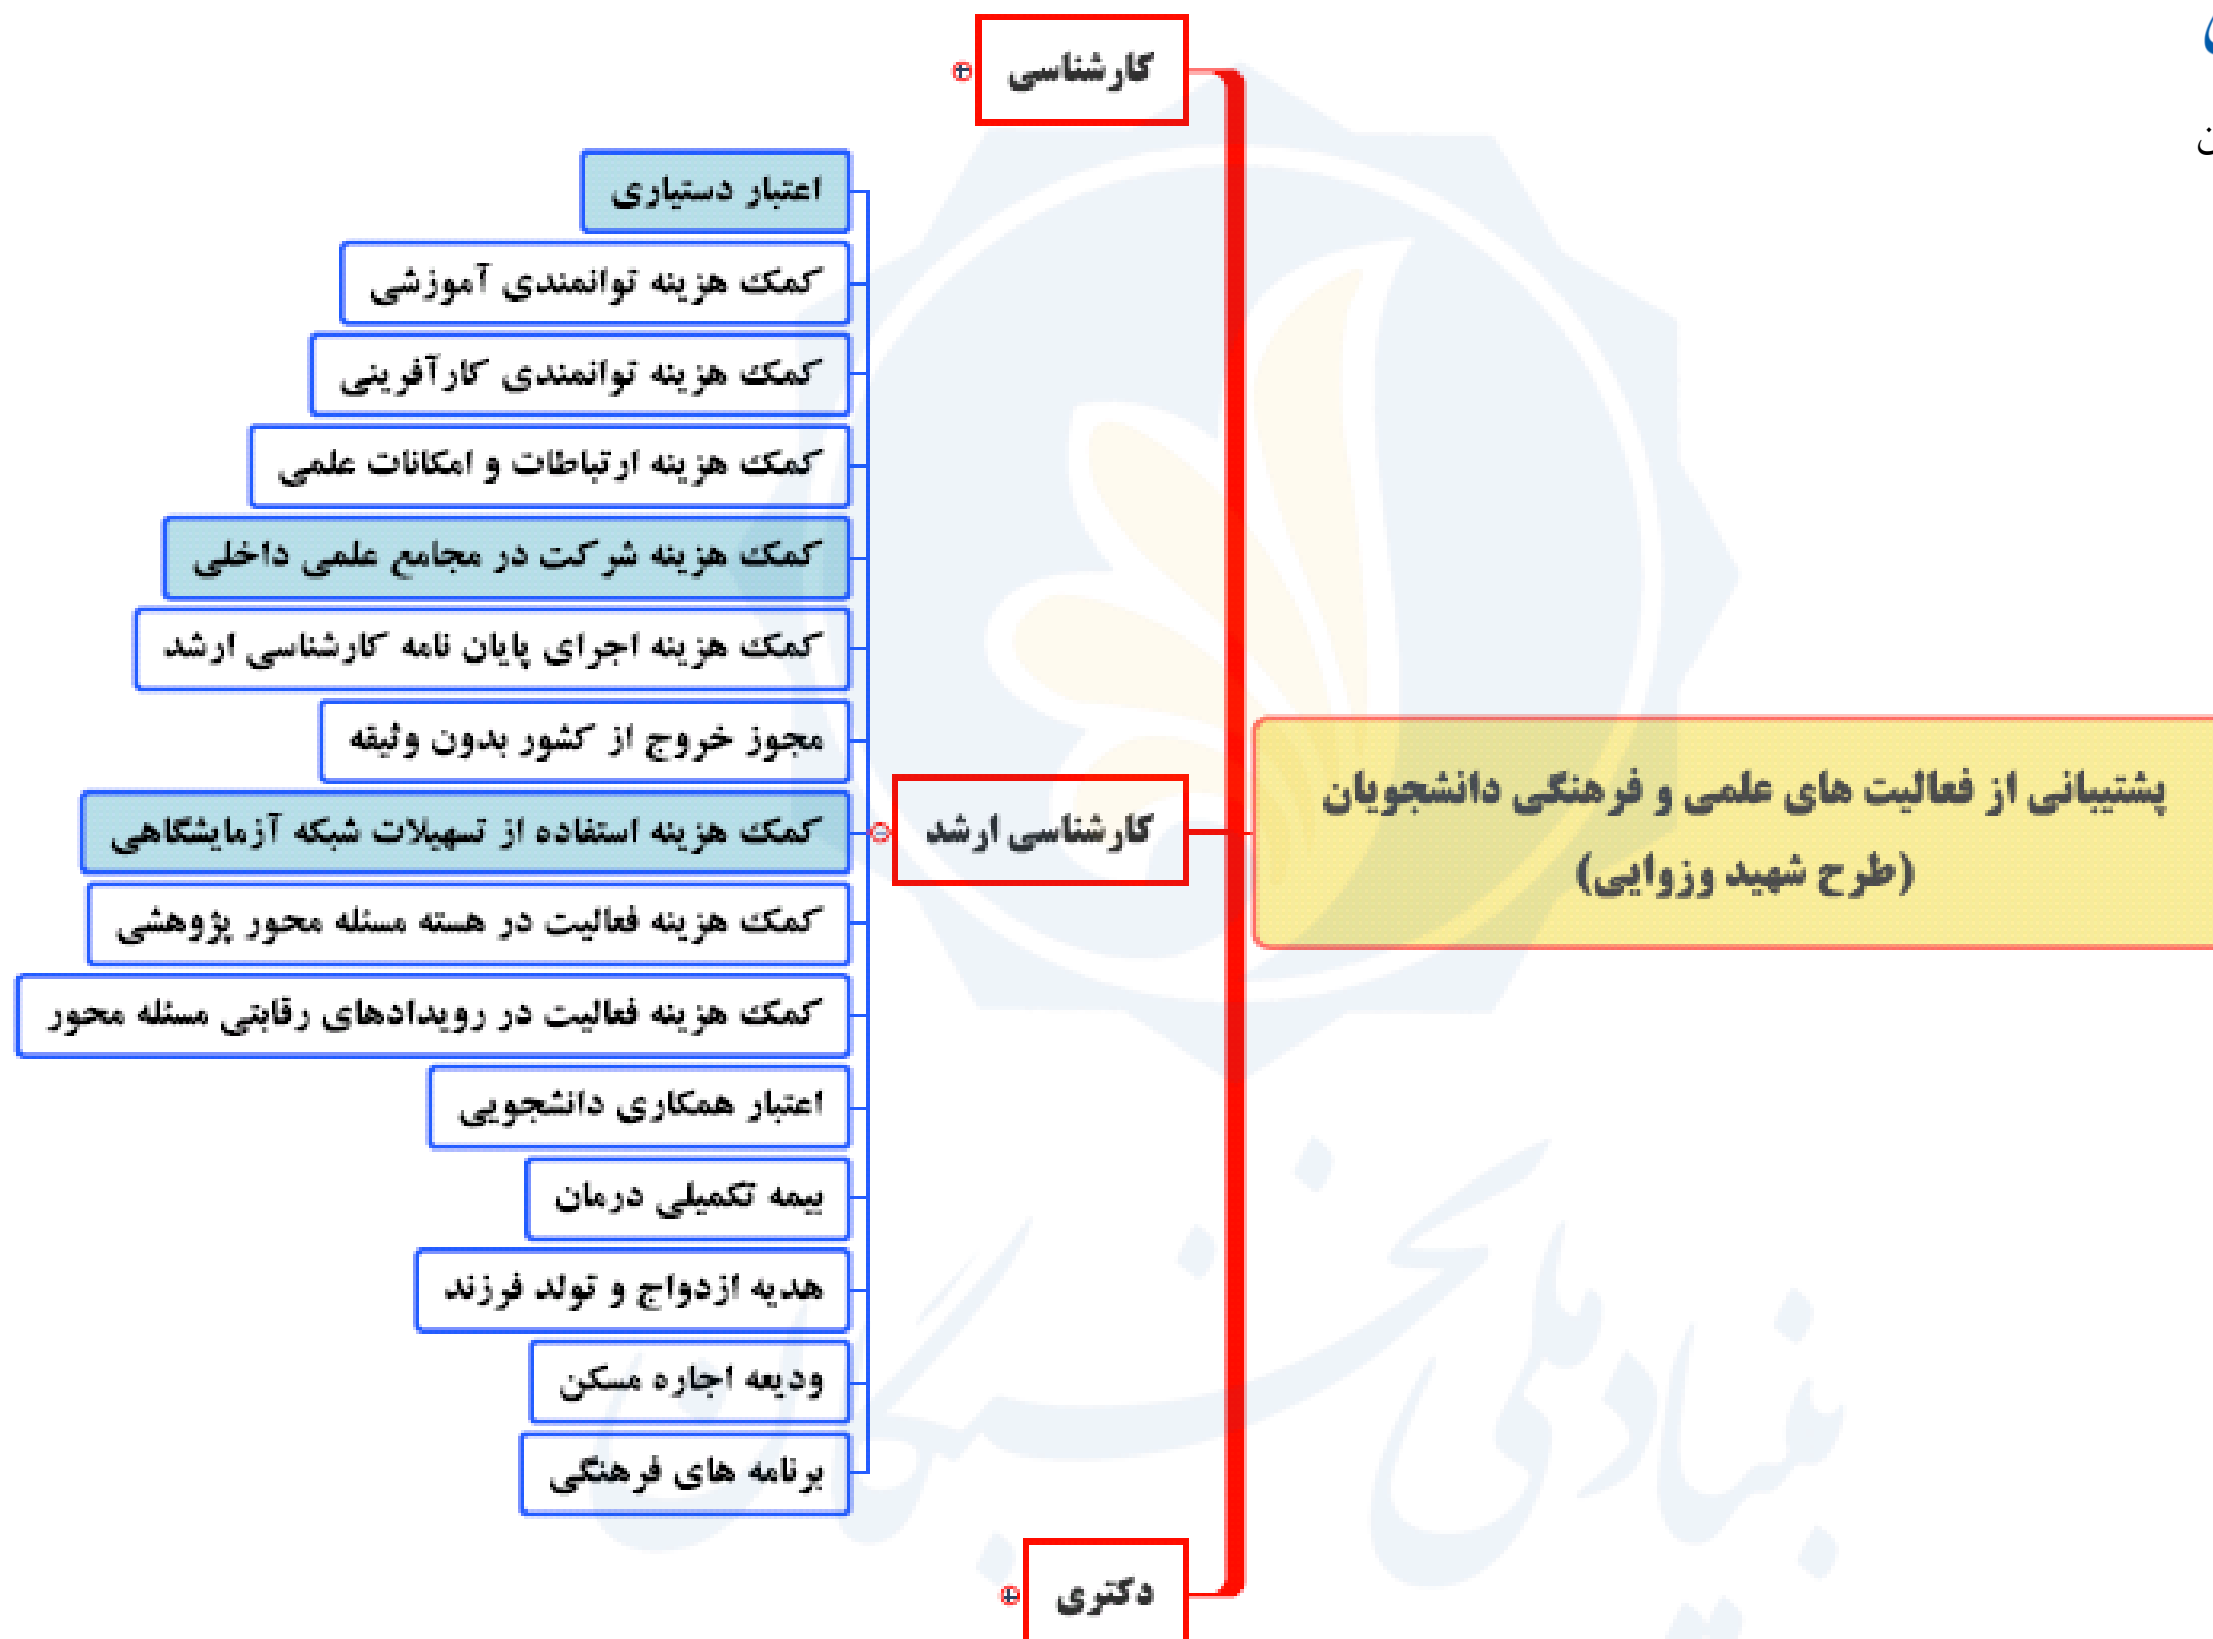 کارشناسی
اعتبار دستیاری
کمک هزینه توانمندی آموزشی
کمک هزینه توانمندی کارآفرینی
کمک هزینه ارتباطات و امکانات علمی
کمک هزینه شرکت در مجامع علمی داخلی
کمک هزینه اجرای پایان نامه کارشناسی ارشد
مجوز خروج از کشور بدون وثیقه
پشتیبانی از فعالیت های علمی و فرهنگی دانشجویان
(طرح شهید وزوایی)
کارشناسی ارشد
کمک هزینه استفاده از تسهیلات شبکه آزمایشگاهی
کمک هزینه فعالیت در هسته مسئله محور پژوهشی
کمک هزینه فعالیت در رویدادهای رقابتی مسئله محور
اعتبار همکاری دانشجویی
بیمه تکمیلی درمان
هدیه ازدواج و تولد فرزند
ودیعه اجاره مسکن
برنامه های فرهنگی
دکتری
بنیاد ملی نخبگان